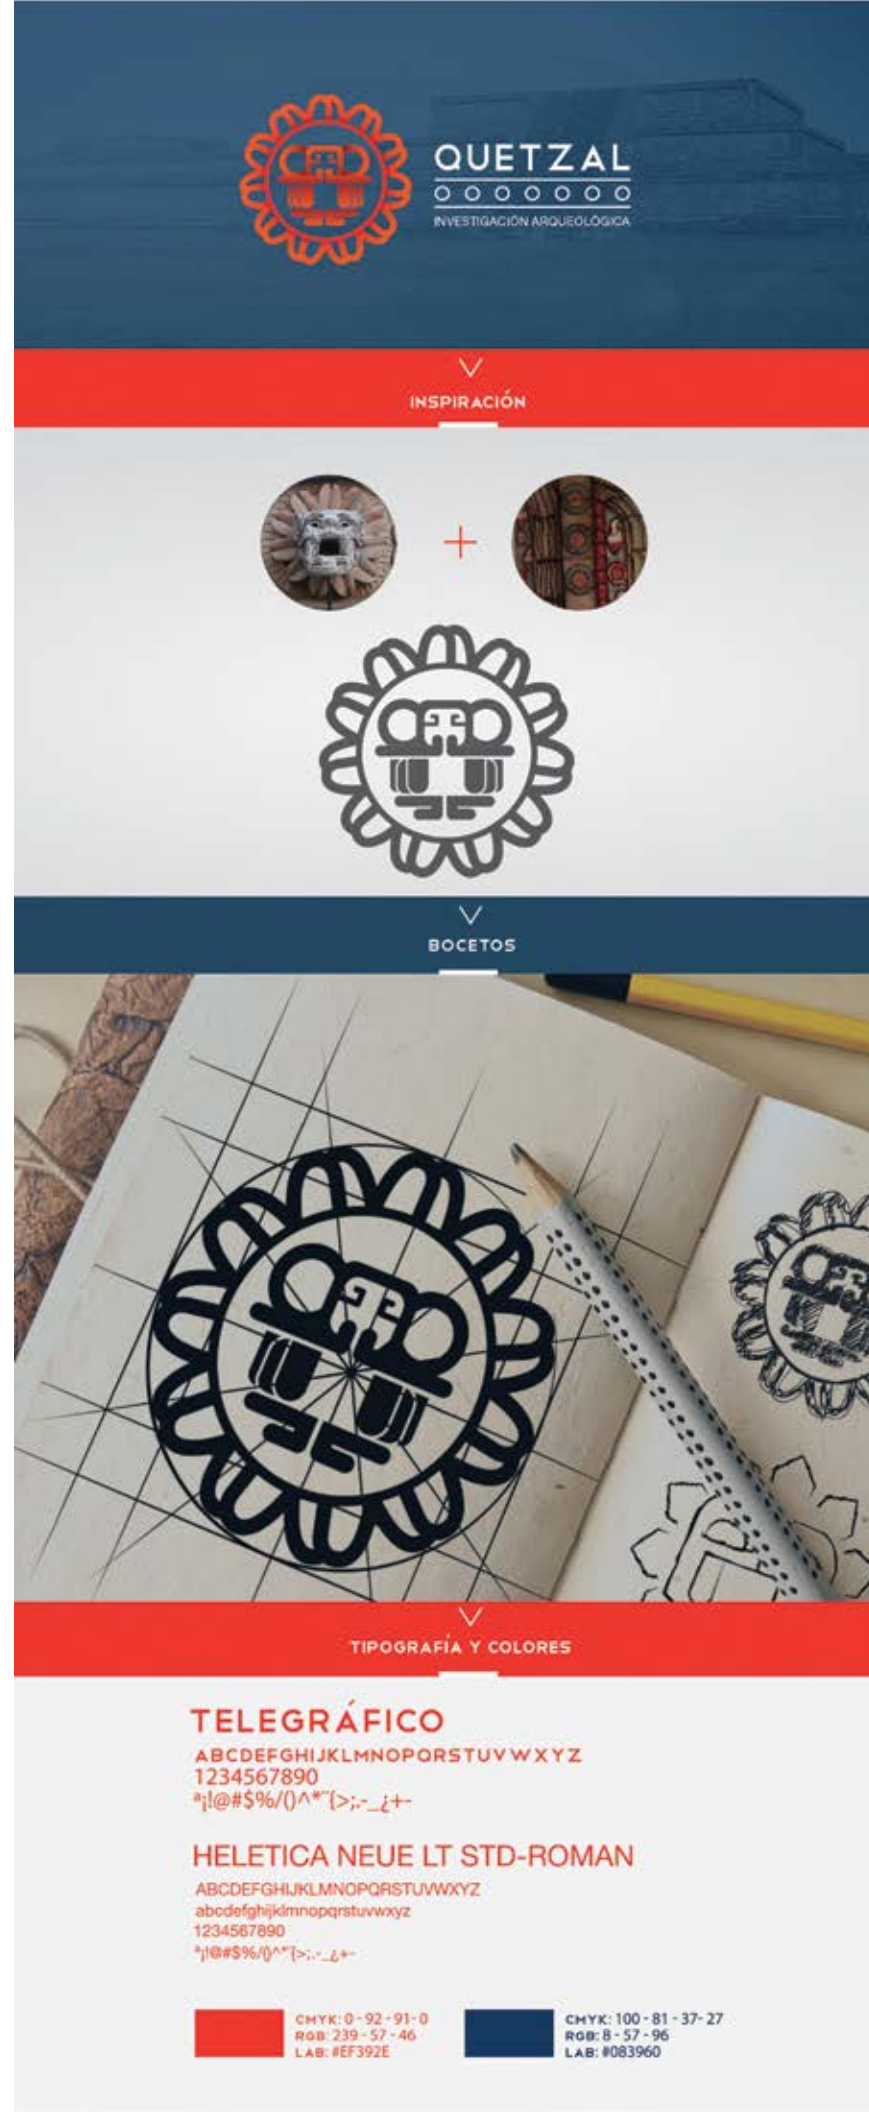 QUETZAL
INVESTIGACIÓN ARQUEOLÓGICA
INSPIRACIÓN
BOCETOS
TIPOGRAFÍA Y COLORES
TELEGRÁFICO
ABCDEFGHIJKLMNOPQRSTUVWXYZ
1234567890
ª¡!@#$%/()^*¨{>;.-_¿+-
HELETICA NEUE LT STD-ROMAN
ABCDEFGHIJKLMNOPQRSTUVWXYZ
abcdefghijklmnopqrstuvwxyz
1234567890
ª¡!@#$%/()^*¨{>;.-_¿+-
CMYK: 0 - 92 - 91- 0
RGB: 239 - 57 - 46
LAB: #EF392E
CMYK: 100 - 81 - 37- 27
RGB: 8 - 57 - 96
LAB: #083960